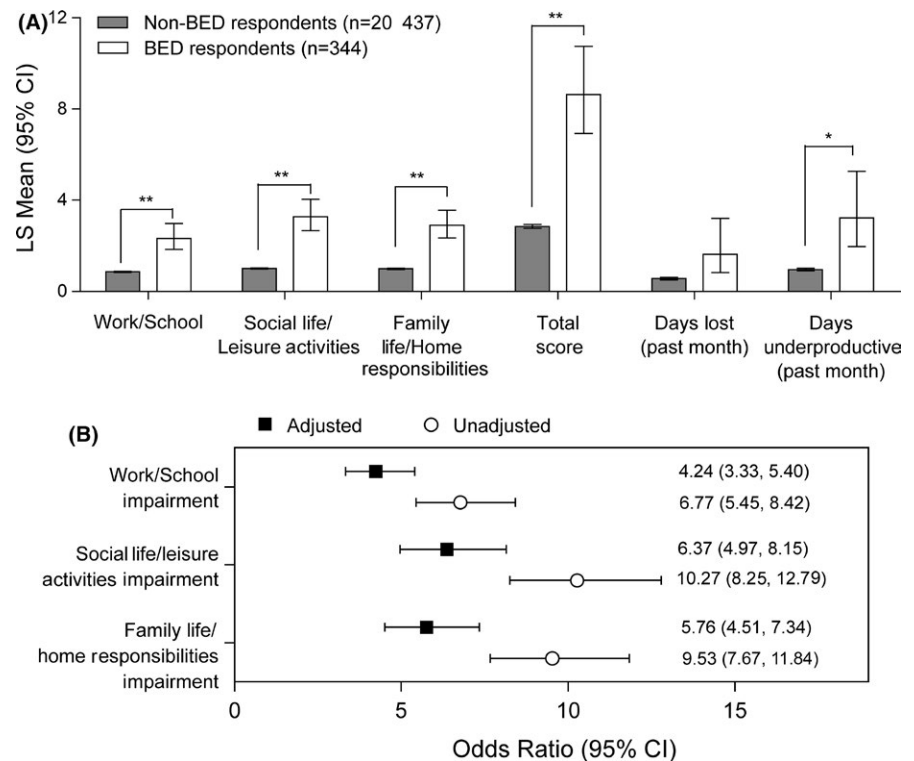 (A)
12
8
4
0
LS Mean (95% CI)
Non-BED respondents (n=20 437)
BED respondents (n=344)
**
**
**
**
*
Work/School
Social life/
Leisure activities
Family
life/Home
responsibilities
Total
score
Days lost
(past month)
Days
underproductive
(past month)
(B)
Adjusted
Unadjusted
Work/School
impairment
4.24 (3.33, 5.40)
6.77 (5.45, 8.42)
Social life/leisure
activities impairment
6.37 (4.97, 8.15)
10.27 (8.25, 12.79)
Family life/
home responsibilities
impairment
5.76 (4.51, 7.34)
9.53 (7.67, 11.84)
0
5
10
15
Odds Ratio (95% CI)